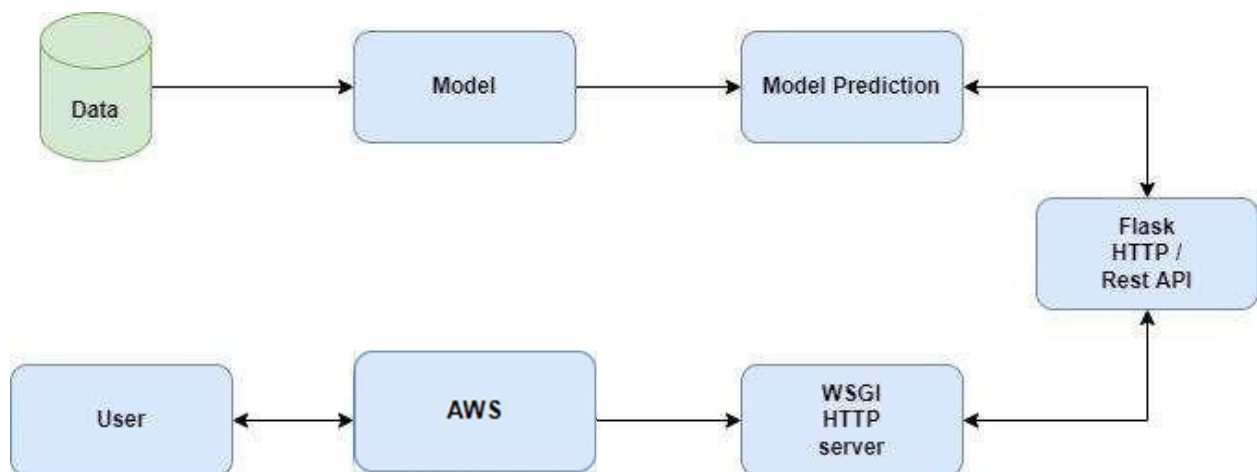 Data
Model
Model Prediction
Flask
HTTP /
Rest API
User
AWS
WSGI
HTTP
server